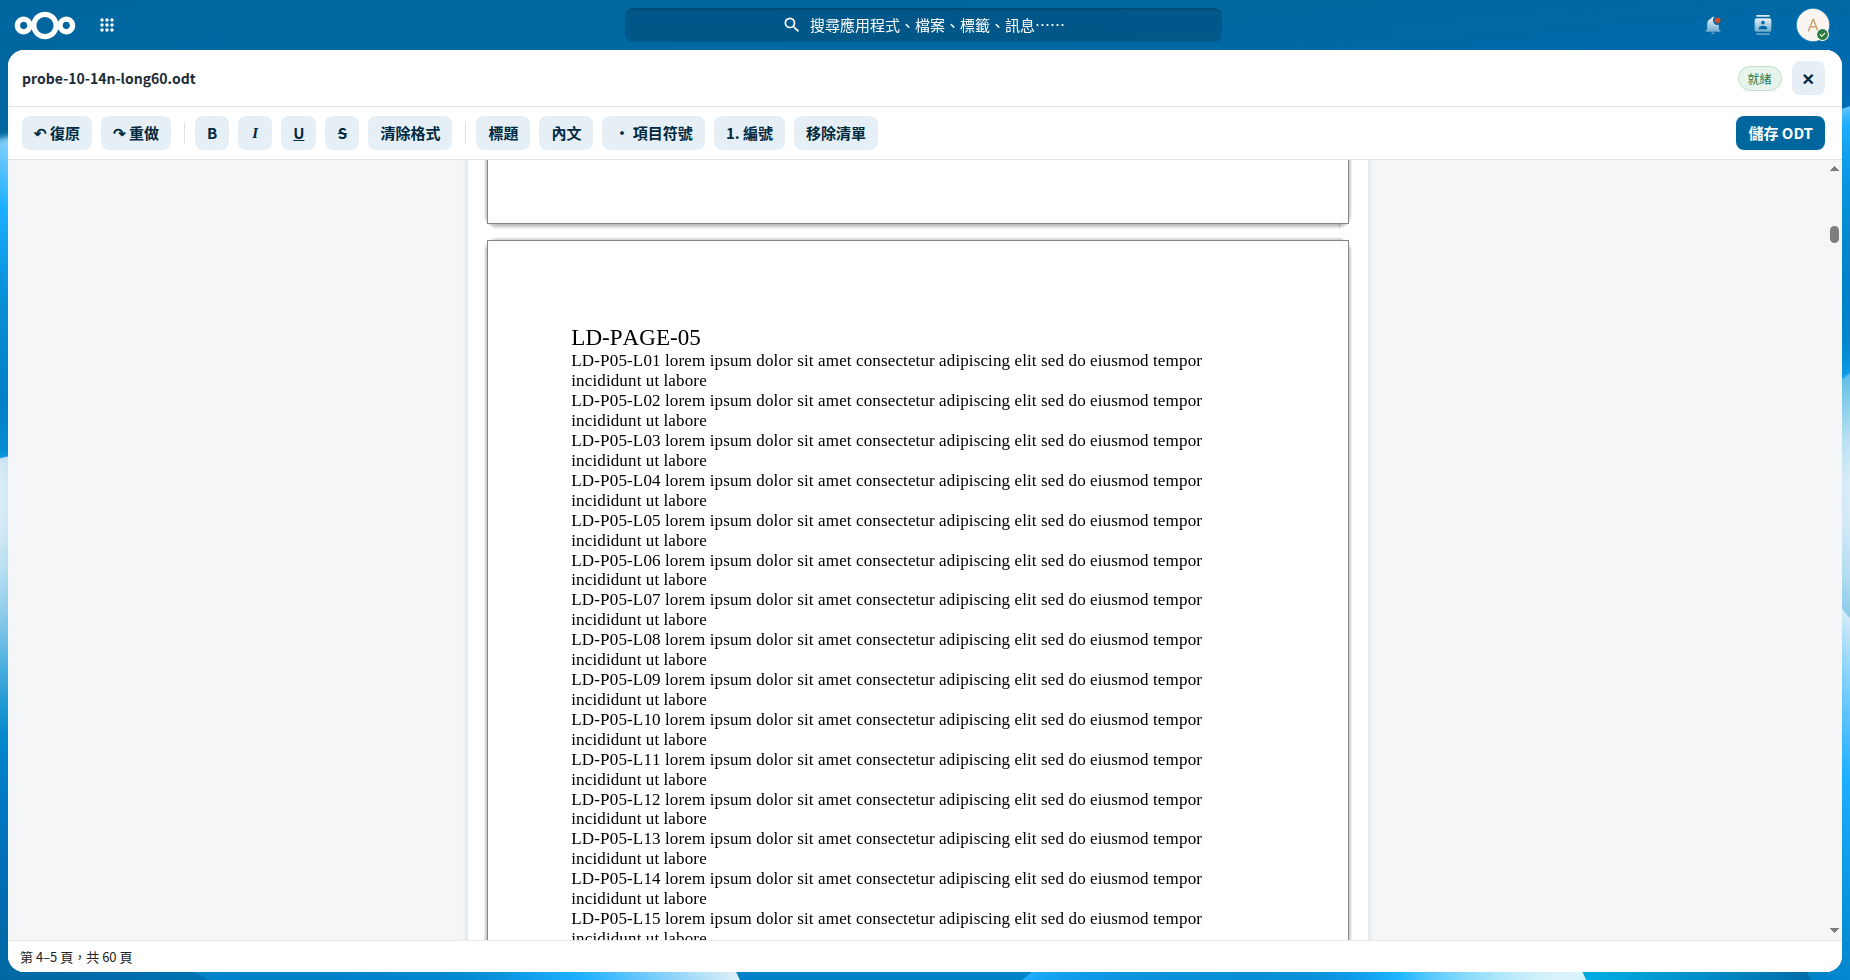 搜尋應用程式、檔案、標籤、訊息……
A
probe-10-14n-long60.odt
就緒
×
↶ 復原 ↷ 重做 B I U S 清除格式 標題 內文 • 項目符號 1. 編號 移除清單 儲存 ODT
LD-PAGE-05
LD-P05-L01 lorem ipsum dolor sit amet consectetur adipiscing elit sed do eiusmod tempor
incididunt ut labore
LD-P05-L02 lorem ipsum dolor sit amet consectetur adipiscing elit sed do eiusmod tempor
incididunt ut labore
LD-P05-L03 lorem ipsum dolor sit amet consectetur adipiscing elit sed do eiusmod tempor
incididunt ut labore
LD-P05-L04 lorem ipsum dolor sit amet consectetur adipiscing elit sed do eiusmod tempor
incididunt ut labore
LD-P05-L05 lorem ipsum dolor sit amet consectetur adipiscing elit sed do eiusmod tempor
incididunt ut labore
LD-P05-L06 lorem ipsum dolor sit amet consectetur adipiscing elit sed do eiusmod tempor
incididunt ut labore
LD-P05-L07 lorem ipsum dolor sit amet consectetur adipiscing elit sed do eiusmod tempor
incididunt ut labore
LD-P05-L08 lorem ipsum dolor sit amet consectetur adipiscing elit sed do eiusmod tempor
incididunt ut labore
LD-P05-L09 lorem ipsum dolor sit amet consectetur adipiscing elit sed do eiusmod tempor
incididunt ut labore
LD-P05-L10 lorem ipsum dolor sit amet consectetur adipiscing elit sed do eiusmod tempor
incididunt ut labore
LD-P05-L11 lorem ipsum dolor sit amet consectetur adipiscing elit sed do eiusmod tempor
incididunt ut labore
LD-P05-L12 lorem ipsum dolor sit amet consectetur adipiscing elit sed do eiusmod tempor
incididunt ut labore
LD-P05-L13 lorem ipsum dolor sit amet consectetur adipiscing elit sed do eiusmod tempor
incididunt ut labore
LD-P05-L14 lorem ipsum dolor sit amet consectetur adipiscing elit sed do eiusmod tempor
incididunt ut labore
LD-P05-L15 lorem ipsum dolor sit amet consectetur adipiscing elit sed do eiusmod tempor
incididunt ut labore
第 4–5 頁，共 60 頁